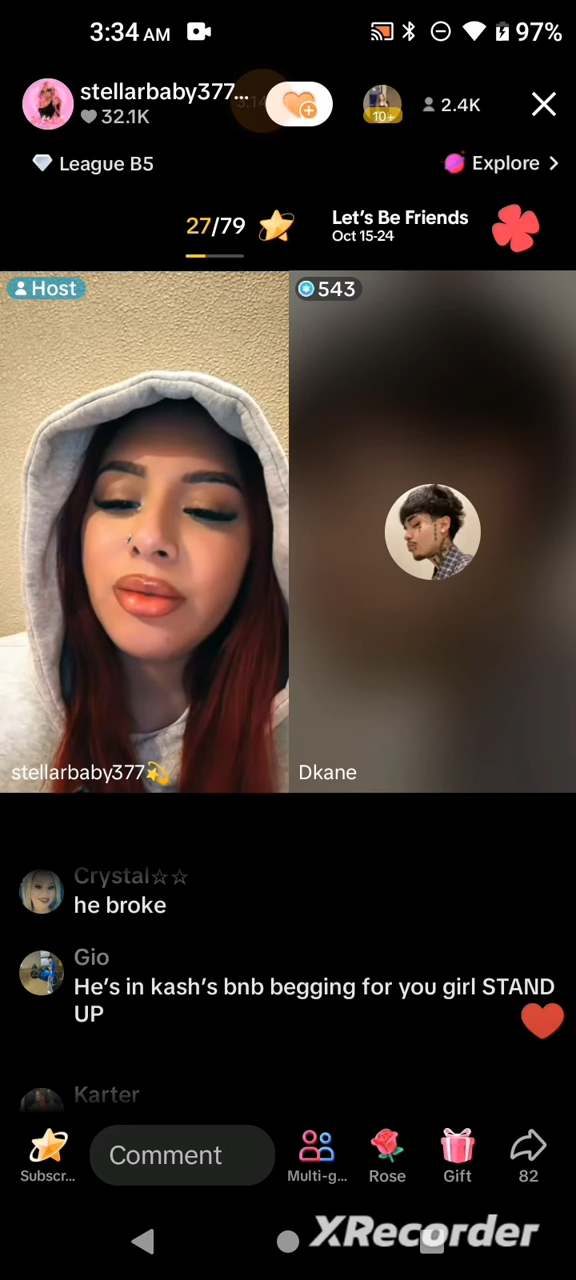 3:34 AM 97%
stellarbaby377...
32.1K
10+
2.4K
League B5
Explore
27/79
Let's Be Friends
Oct 15-24
Host
543
stellarbaby377
Dkane
Crystal☆☆
he broke
Gio
He's in kash's bnb begging for you girl STAND
UP
Karter
Comment
Subscr...
Multi-g...
Rose
Gift
82
XRecorder